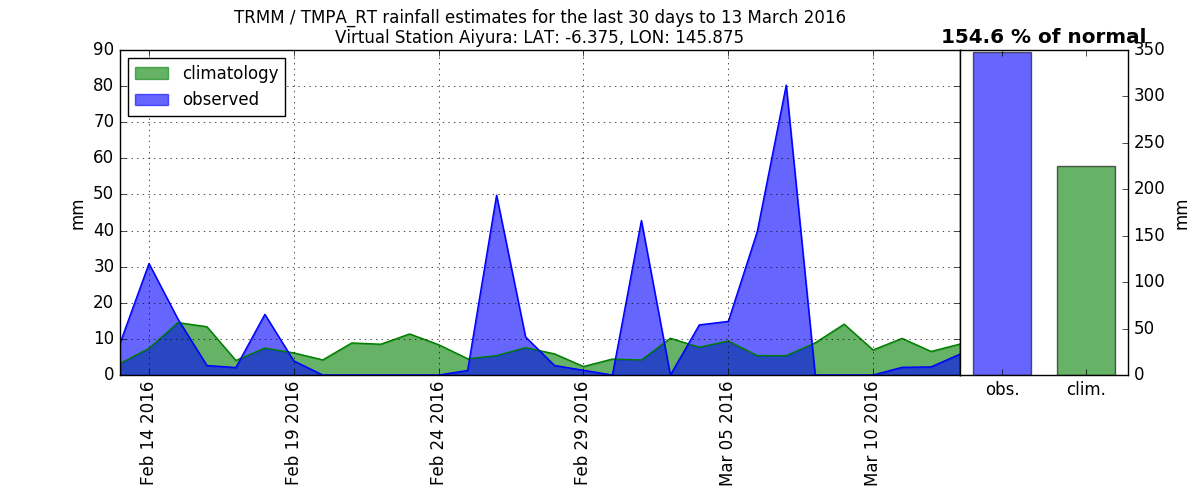 TRMM / TMPA_RT rainfall estimates for the last 30 days to 13 March 2016
Virtual Station Aiyura: LAT: -6.375, LON: 145.875
154.6 % of normal
climatology
observed
90
80
70
60
50
40
30
20
10
0
mm
Feb 14 2016
Feb 19 2016
Feb 24 2016
Feb 29 2016
Mar 05 2016
Mar 10 2016
350
300
250
200
150
100
50
0
mm
obs.
clim.